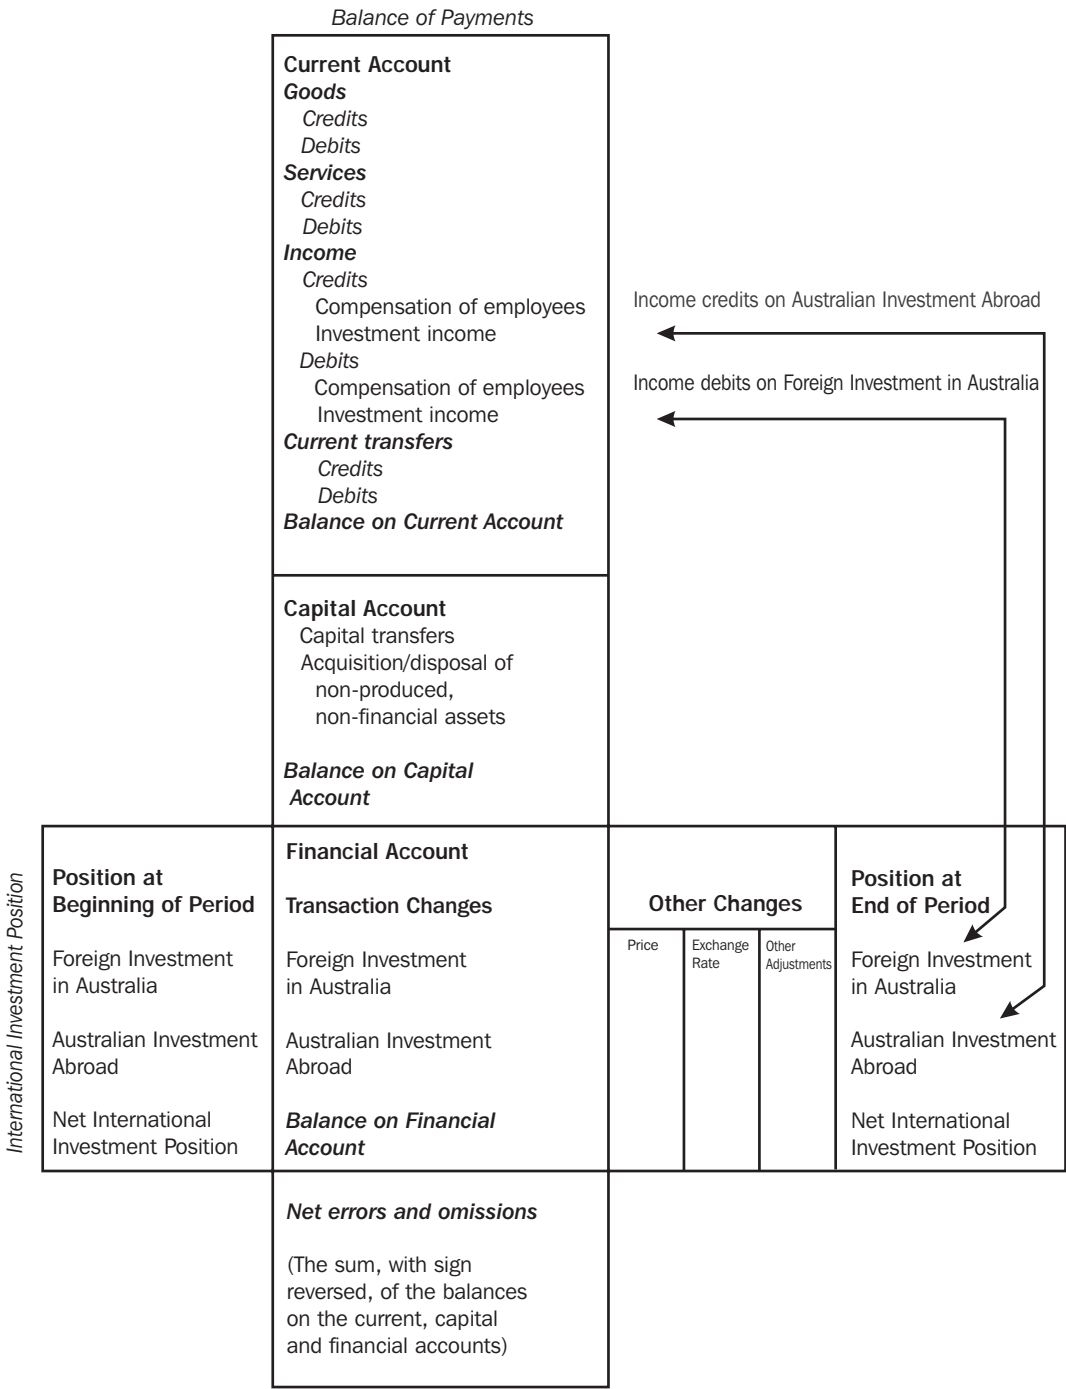 Balance of Payments
Current Account
Goods
Credits
Debits
Services
Credits
Debits
Income
Credits
Compensation of employees
Investment income
Debits
Compensation of employees
Investment income
Current transfers
Credits
Debits
Balance on Current Account
Income credits on Australian Investment Abroad
Income debits on Foreign Investment in Australia
Capital Account
Capital transfers
Acquisition/disposal of
non-produced,
non-financial assets
Balance on Capital
Account
International Investment Position
Position at
Beginning of Period
Foreign Investment
in Australia
Australian Investment
Abroad
Net International
Investment Position
Financial Account
Transaction Changes
Foreign Investment
in Australia
Australian Investment
Abroad
Balance on Financial
Account
Other Changes
Price
Exchange
Rate
Other
Adjustments
Position at
End of Period
Foreign Investment
in Australia
Australian Investment
Abroad
Net International
Investment Position
Net errors and omissions
(The sum, with sign
reversed, of the balances
on the current, capital
and financial accounts)